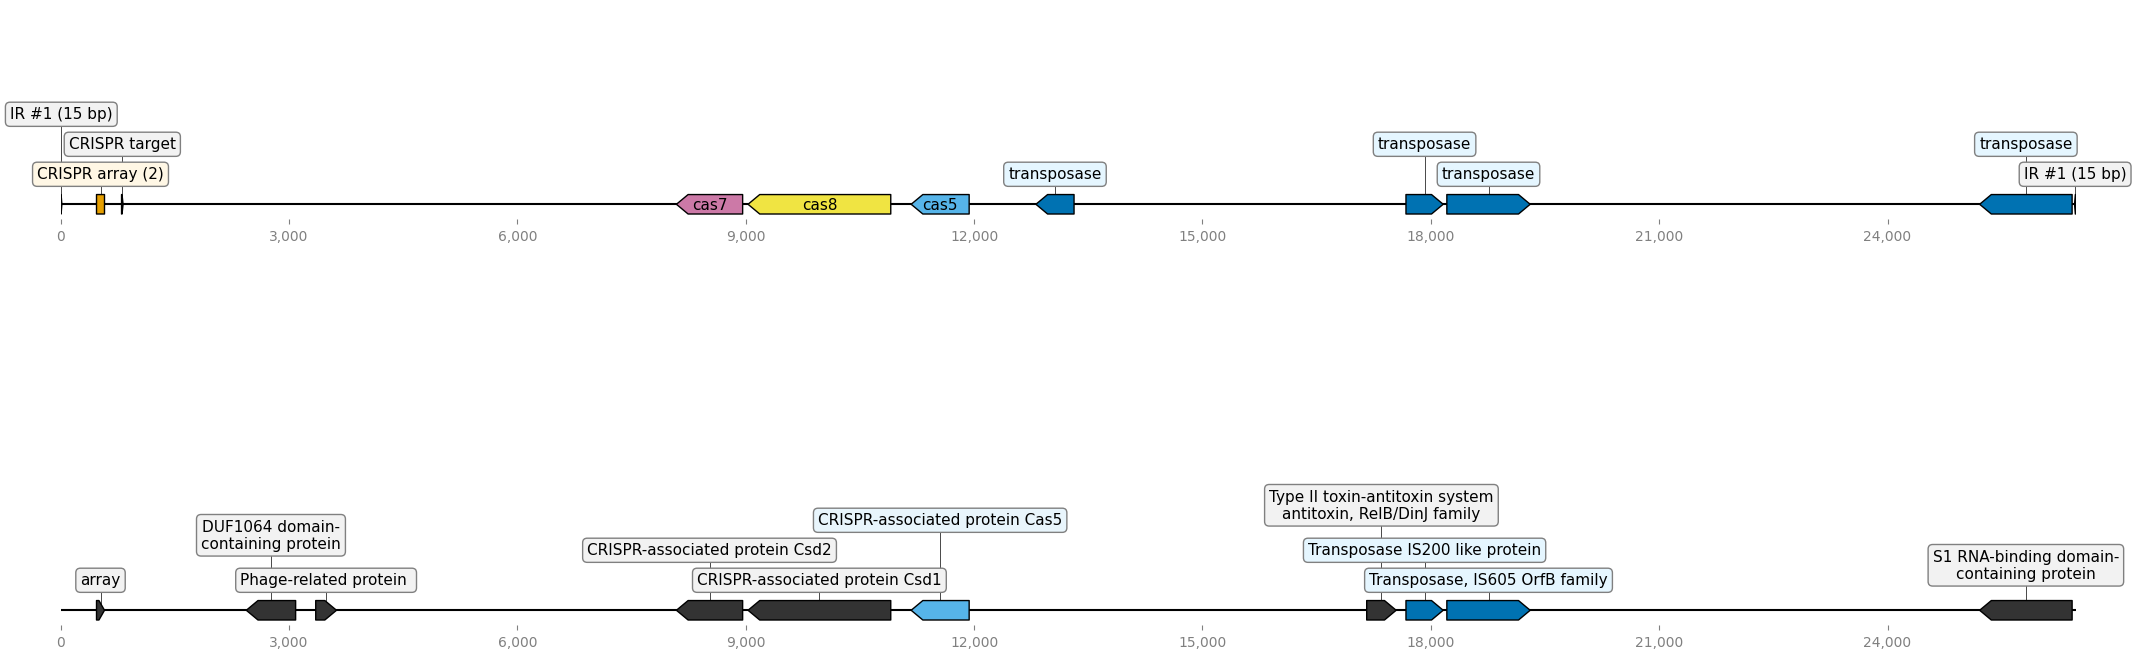 IR #1 (15 bp)
CRISPR target
transposase
transposase
CRISPR array (2)
transposase
transposase
IR #1 (15 bp)
cas7
cas8
cas5
0
3,000
6,000
9,000
12,000
15,000
18,000
21,000
24,000
Type II toxin-antitoxin system
antitoxin, RelB/DinJ family
DUF1064 domain-
containing protein
CRISPR-associated protein Cas5
CRISPR-associated protein Csd2
Transposase IS200 like protein
S1 RNA-binding domain-
containing protein
array
Phage-related protein
CRISPR-associated protein Csd1
Transposase, IS605 OrfB family
0
3,000
6,000
9,000
12,000
15,000
18,000
21,000
24,000